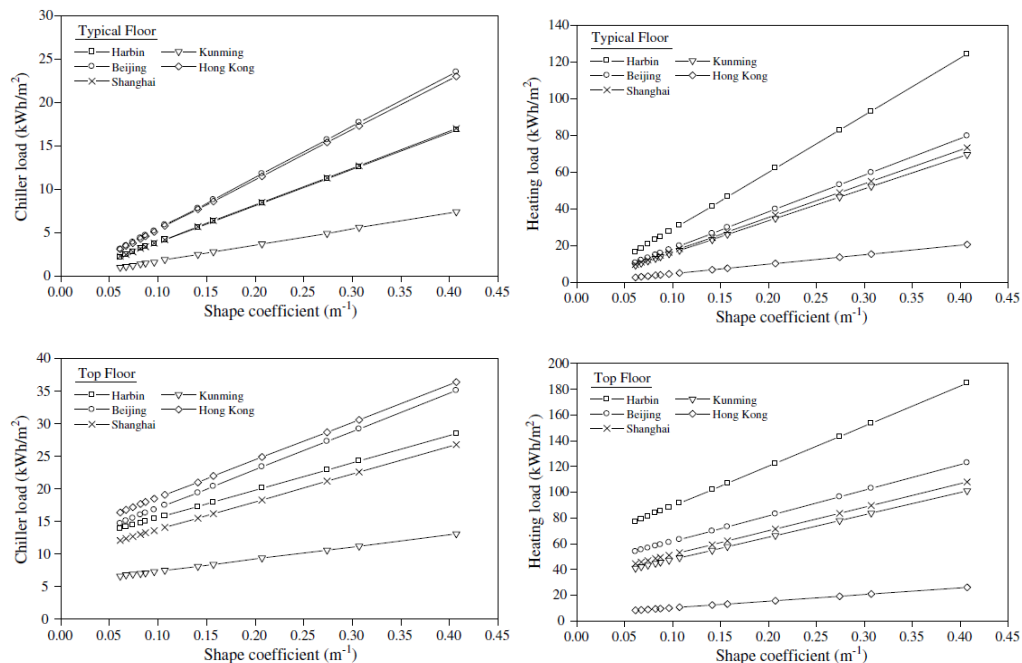 Typical Floor
Harbin
Kunming
Beijing
Hong Kong
Shanghai
Chiller load (kWh/m²)
30
25
20
15
10
5
0
0.00 0.05 0.10 0.15 0.20 0.25 0.30 0.35 0.40 0.45
Shape coefficient (m⁻¹)
Typical Floor
Harbin
Kunming
Beijing
Hong Kong
Shanghai
Heating load (kWh/m²)
140
120
100
80
60
40
20
0
0.00 0.05 0.10 0.15 0.20 0.25 0.30 0.35 0.40 0.45
Shape coefficient (m⁻¹)
Top Floor
Harbin
Kunming
Beijing
Hong Kong
Shanghai
Chiller load (kWh/m²)
40
35
30
25
20
15
10
5
0
0.00 0.05 0.10 0.15 0.20 0.25 0.30 0.35 0.40 0.45
Shape coefficient (m⁻¹)
Top Floor
Harbin
Kunming
Beijing
Hong Kong
Shanghai
Heating load (kWh/m²)
200
180
160
140
120
100
80
60
40
20
0
0.00 0.05 0.10 0.15 0.20 0.25 0.30 0.35 0.40 0.45
Shape coefficient (m⁻¹)